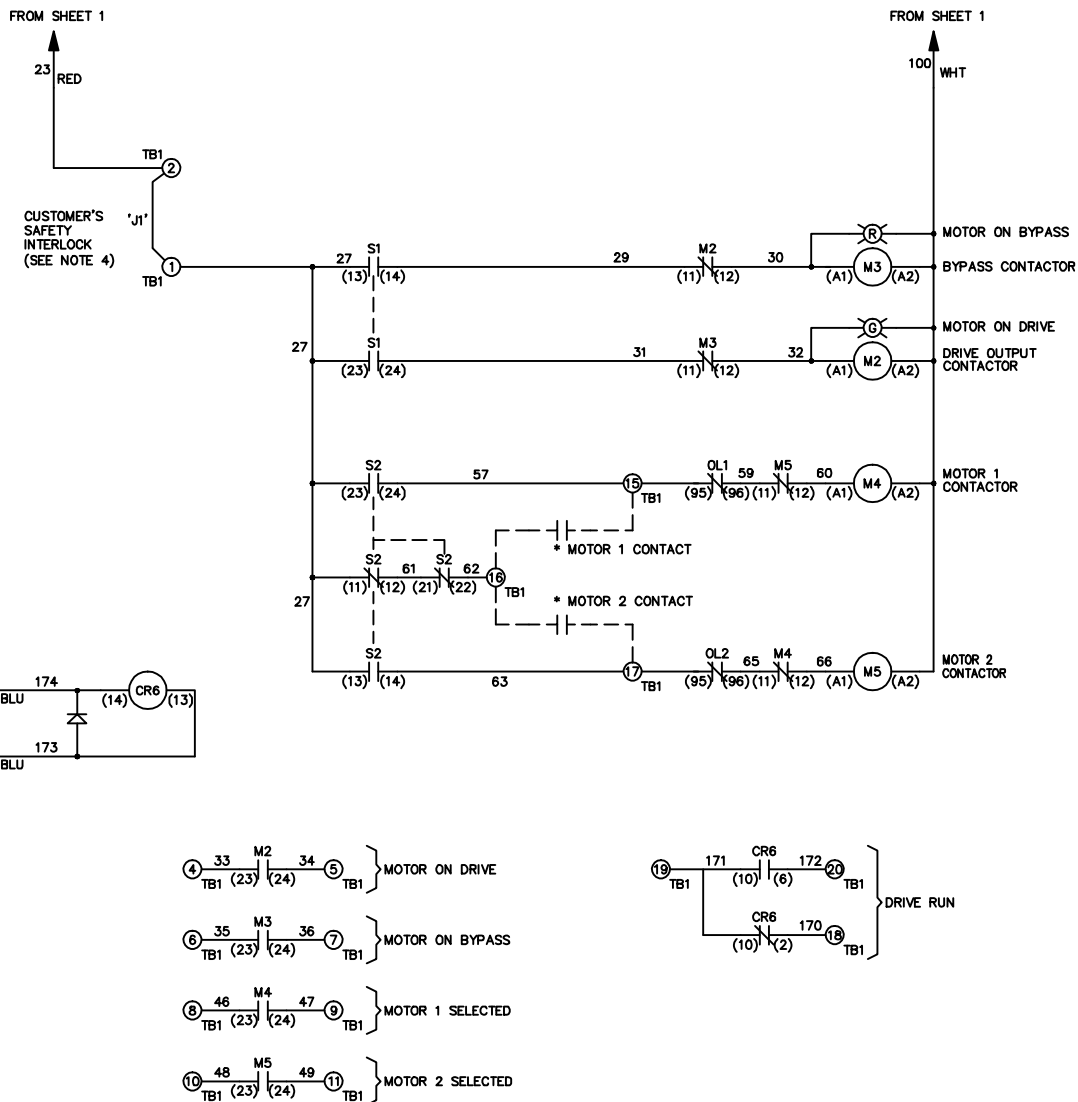 FROM SHEET 1
FROM SHEET 1
23
RED
100
WHT
TB1
2
CUSTOMER'S
SAFETY
INTERLOCK
(SEE NOTE 4)
'J1'
1
TB1
27
S1
(13) (14)
29
M2
(11) (12)
30
R
MOTOR ON BYPASS
(A1) M3 (A2)
BYPASS CONTACTOR
27
S1
(23) (24)
31
M3
(11) (12)
32
G
MOTOR ON DRIVE
(A1) M2 (A2)
DRIVE OUTPUT
CONTACTOR
S2
(23) (24)
57
15
TB1
OL1
(95) (96)
59
M5
(11) (12)
60
(A1) M4 (A2)
MOTOR 1
CONTACTOR
* MOTOR 1 CONTACT
27
S2
(11) (12)
61
S2
(21) (22)
62
16
TB1
* MOTOR 2 CONTACT
S2
(13) (14)
63
17
TB1
OL2
(95) (96)
65
M4
(11) (12)
66
(A1) M5 (A2)
MOTOR 2
CONTACTOR
174
BLU
(14) CR6 (13)
173
BLU
4 33 M2 34 5
TB1 (23) (24) TB1
MOTOR ON DRIVE
6 35 M3 36 7
TB1 (23) (24) TB1
MOTOR ON BYPASS
8 46 M4 47 9
TB1 (23) (24) TB1
MOTOR 1 SELECTED
10 48 M5 49 11
TB1 (23) (24) TB1
MOTOR 2 SELECTED
19 171 CR6 172 20
TB1 (10) (6) TB1
DRIVE RUN
CR6 170 18
(10) (2) TB1